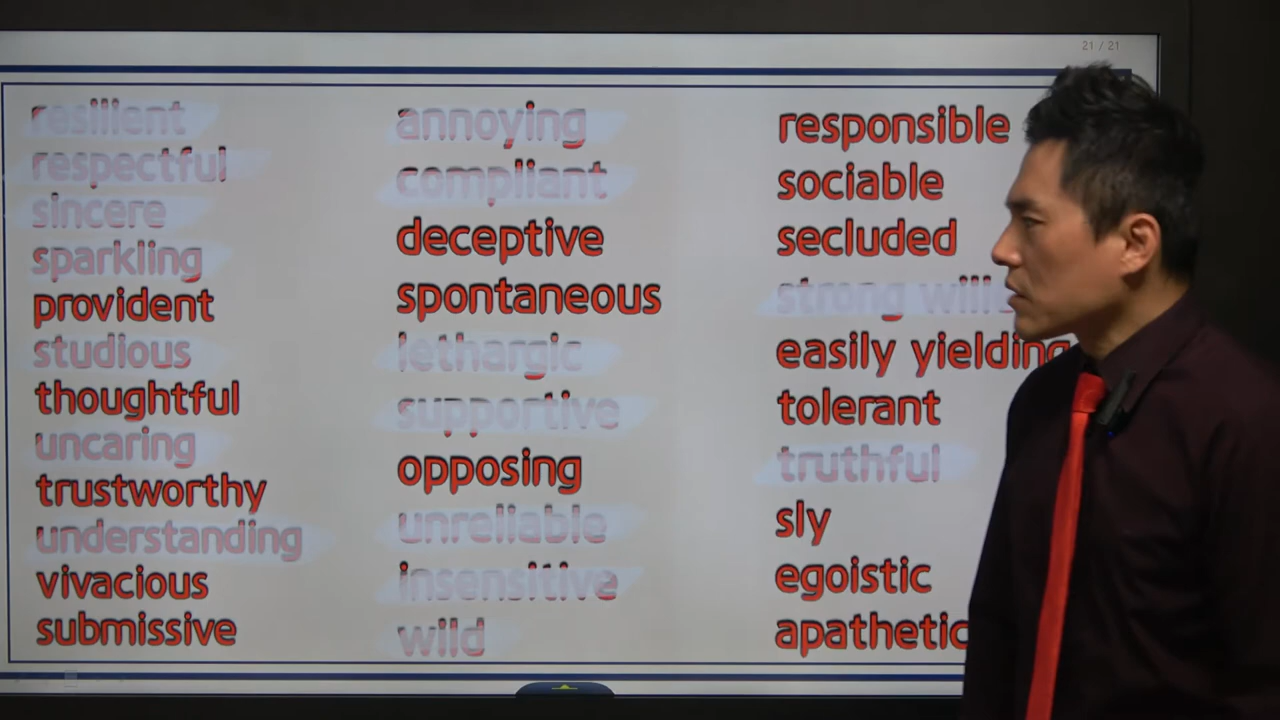 21 / 21
resilient
respectful
sincere
sparkling
provident
studious
thoughtful
uncaring
trustworthy
understanding
vivacious
submissive
annoying
compliant
deceptive
spontaneous
lethargic
supportive
opposing
unreliable
insensitive
wild
responsible
sociable
secluded
strong
easily yielding
tolerant
truthful
sly
egoistic
apathetic